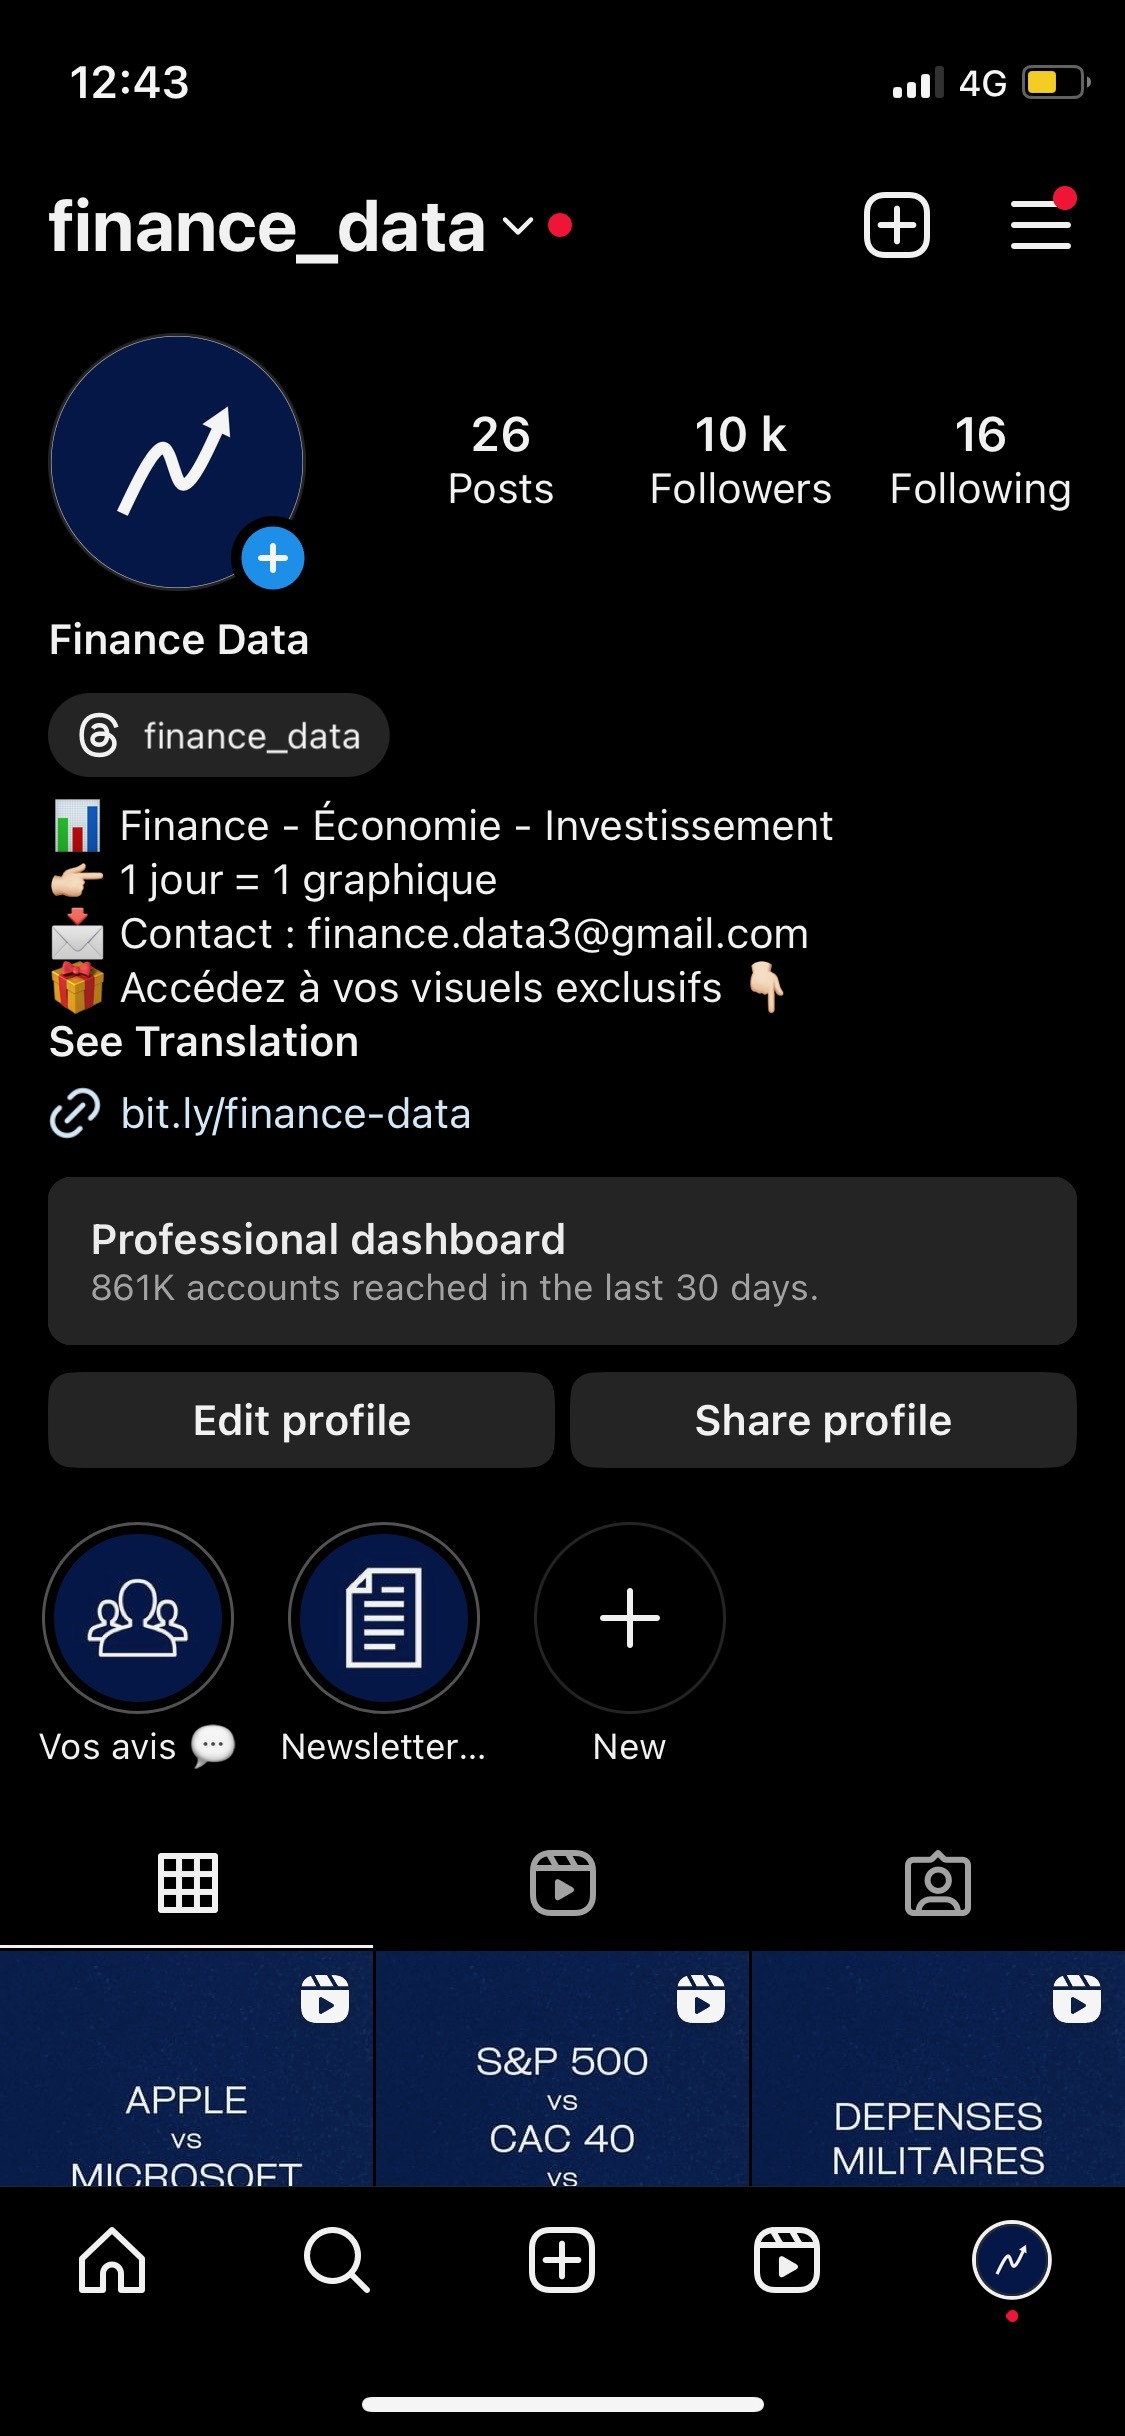 12:43
4G
finance_data
26
Posts
10 k
Followers
16
Following
Finance Data
finance_data
📊 Finance - Économie - Investissement
👉🏻 1 jour = 1 graphique
📩 Contact : finance.data3@gmail.com
🎁 Accédez à vos visuels exclusifs 👇🏻
See Translation
bit.ly/finance-data
Professional dashboard
861K accounts reached in the last 30 days.
Edit profile
Share profile
Vos avis 💬
Newsletter...
New
APPLE
vs
MICROSOFT
S&P 500
vs
CAC 40
vs
DEPENSES
MILITAIRES